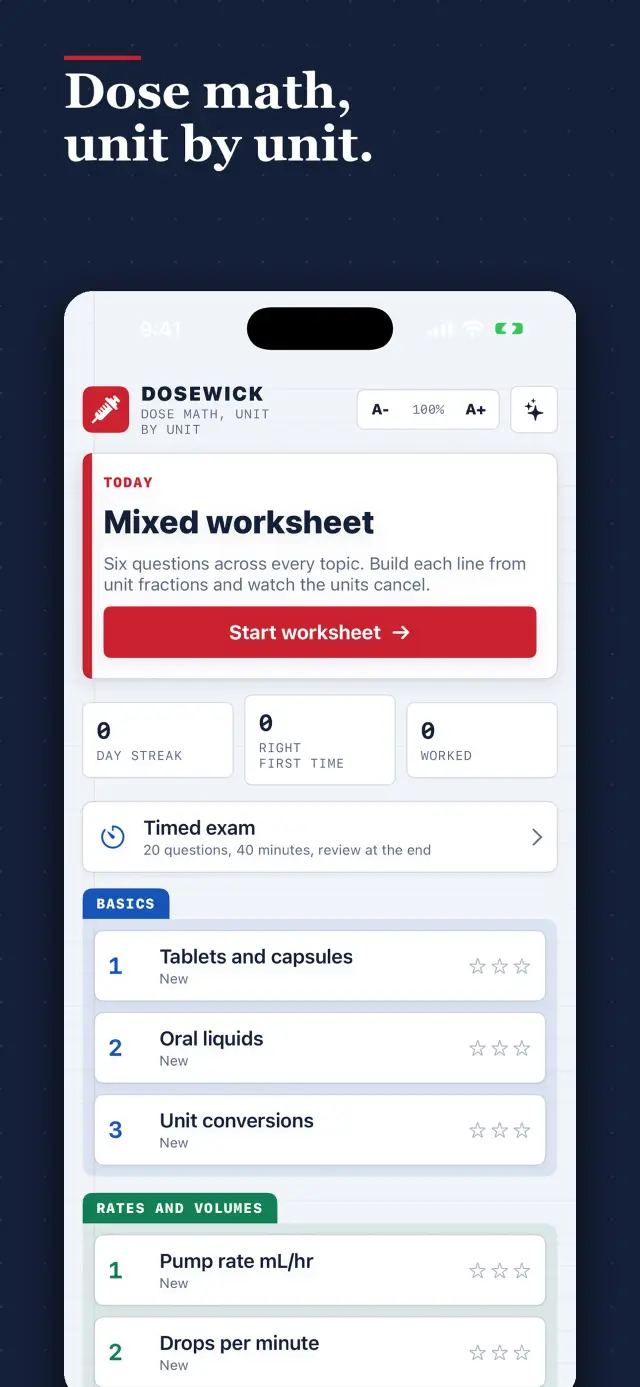 Dose math,
unit by unit.
9:41
DOSEWICK
DOSE MATH, UNIT
BY UNIT
A- 100% A+
TODAY
Mixed worksheet
Six questions across every topic. Build each line from
unit fractions and watch the units cancel.
Start worksheet →
0
DAY STREAK
0
RIGHT
FIRST TIME
0
WORKED
Timed exam
20 questions, 40 minutes, review at the end
BASICS
1 Tablets and capsules
New
2 Oral liquids
New
3 Unit conversions
New
RATES AND VOLUMES
1 Pump rate mL/hr
New
2 Drops per minute
New